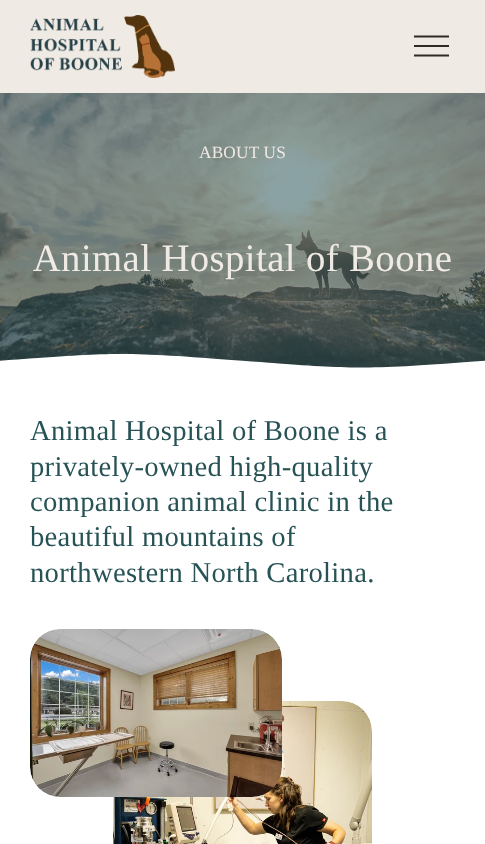 ANIMAL
HOSPITAL
OF BOONE
ABOUT US
Animal Hospital of Boone
Animal Hospital of Boone is a
privately-owned high-quality
companion animal clinic in the
beautiful mountains of
northwestern North Carolina.